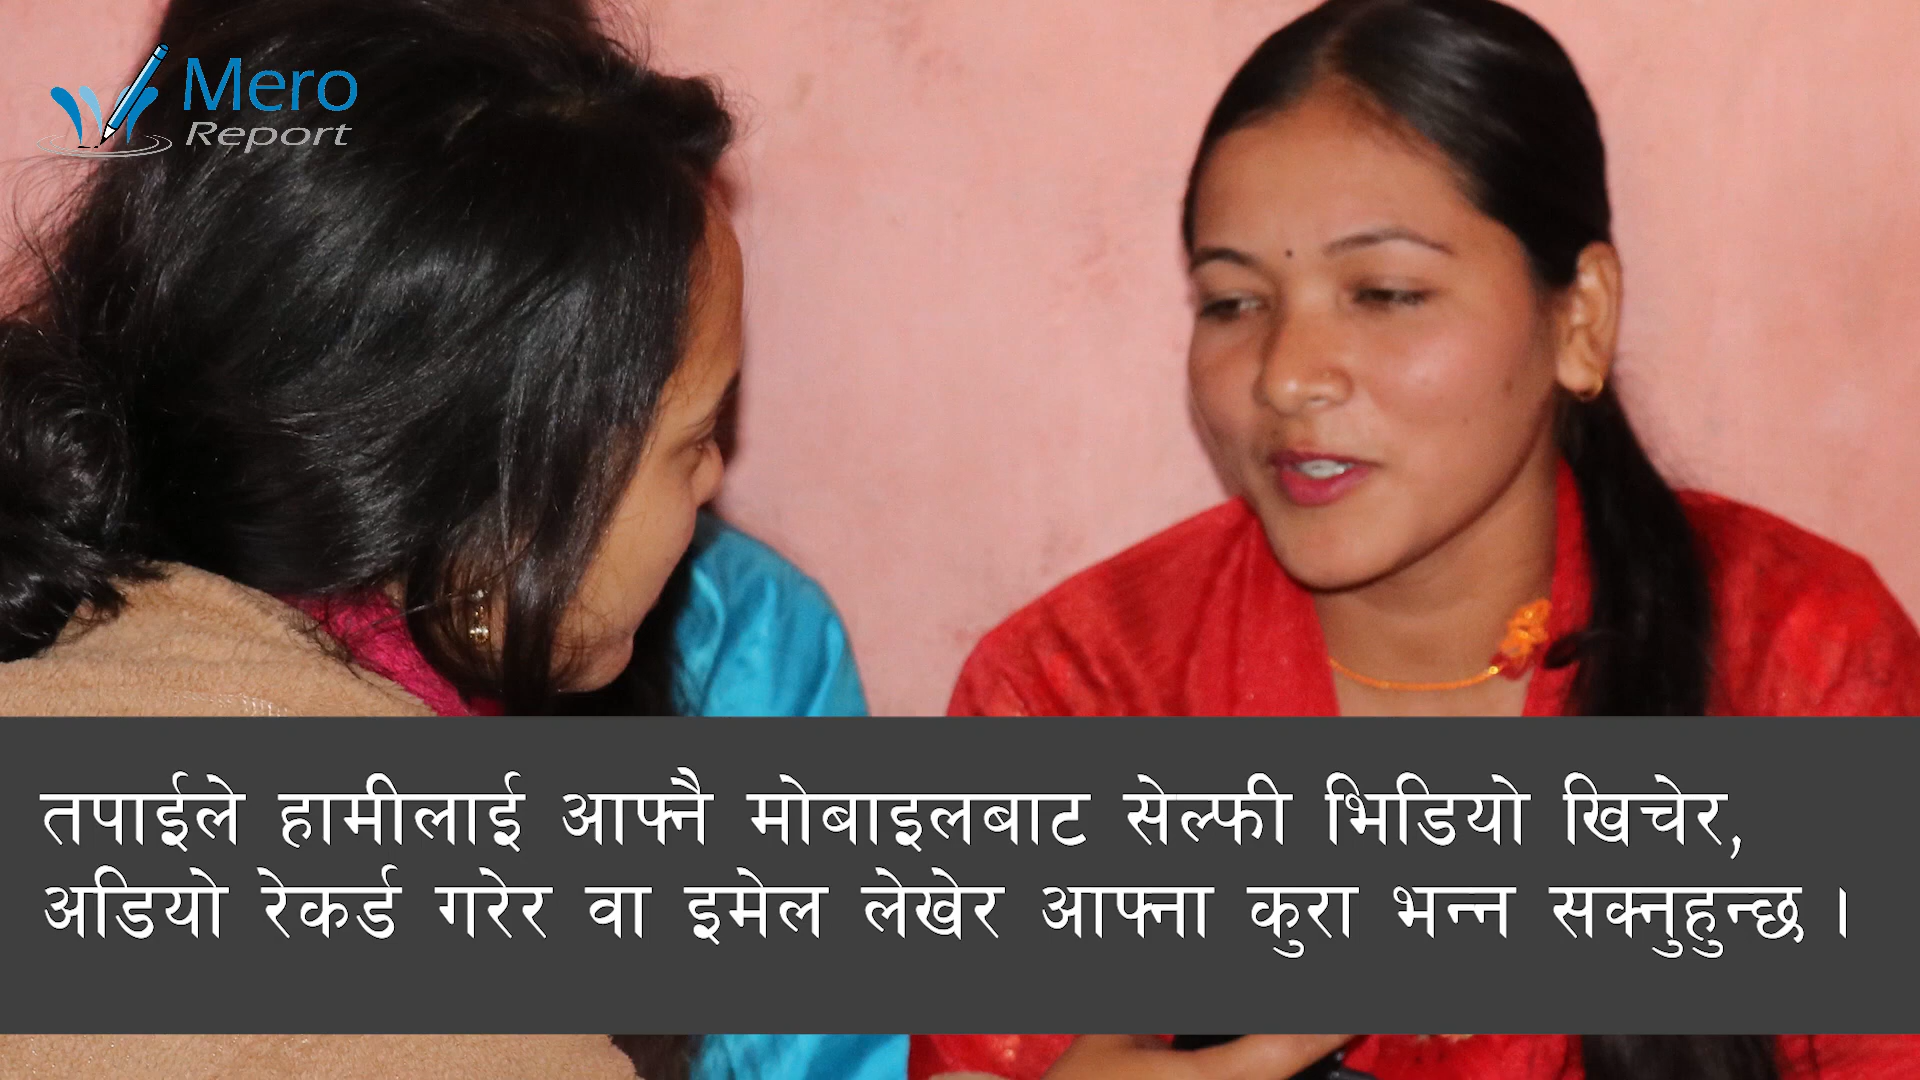 Mero
Report
तपाईले हामीलाई आफ्नै मोबाइलबाट सेल्फी भिडियो खिचेर,
अडियो रेकर्ड गरेर वा इमेल लेखेर आफ्ना कुरा भन्न सक्नुहुन्छ ।